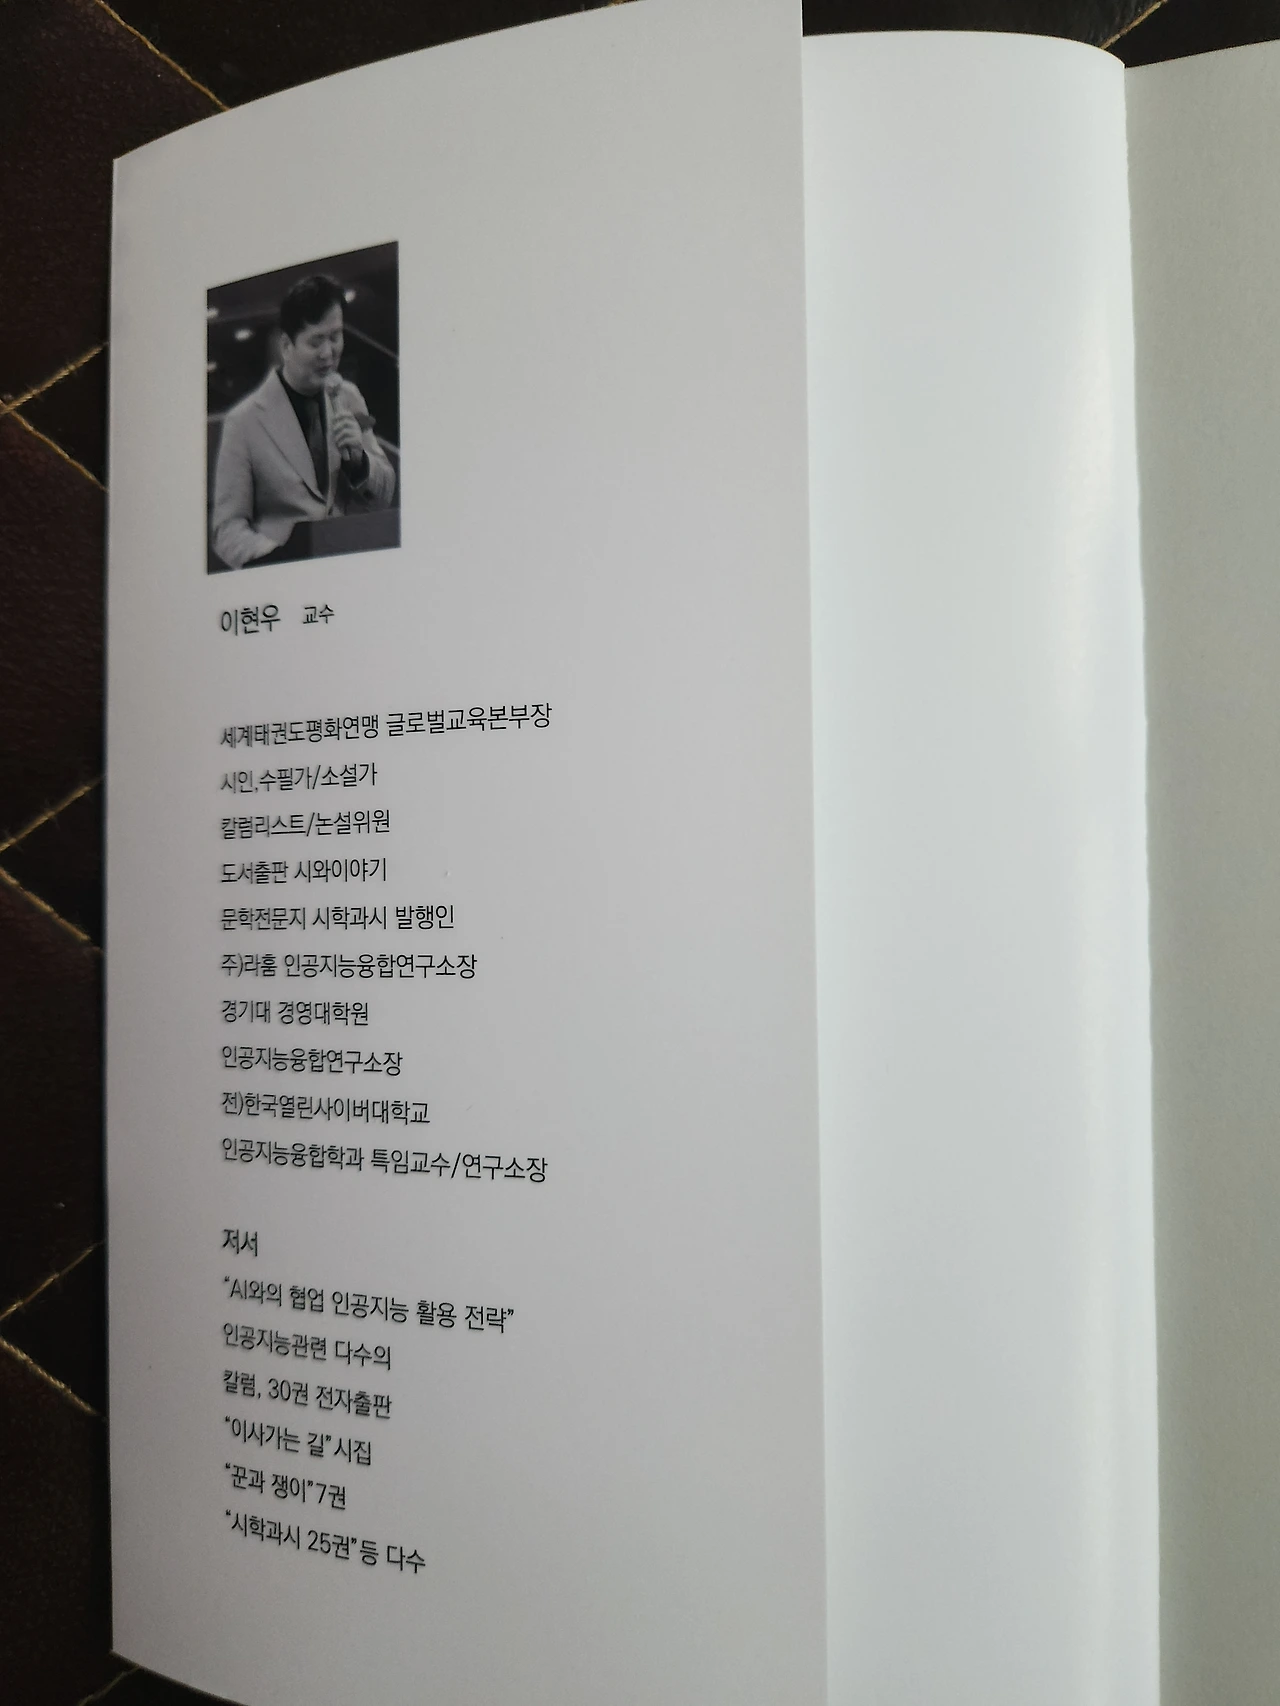 이현우 교수
세계태권도평화연맹 글로벌교육본부장
시인,수필가/소설가
칼럼리스트/논설위원
도서출판 시와이야기
문학전문지 시학과시 발행인
주)라훔 인공지능융합연구소장
경기대 경영대학원
인공지능융합연구소장
전)한국열린사이버대학교
인공지능융합학과 특임교수/연구소장
저서
“AI와의 협업 인공지능 활용 전략”
인공지능관련 다수의
칼럼, 30권 전자출판
“이사가는 길”시집
“꾼과 쟁이”7권
“시학과시 25권”등 다수